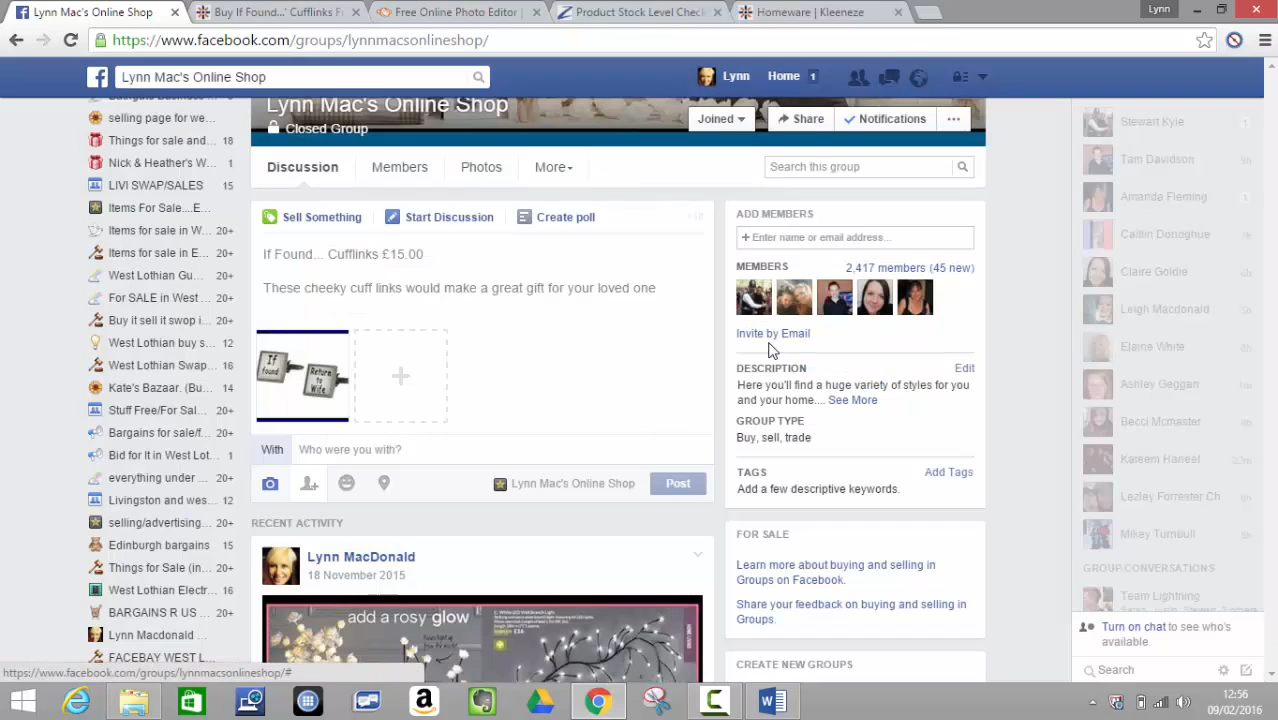 Lynn Mac's Online Shop
Buy If Found...' Cufflinks F
Free Online Photo Editor |
Product Stock Level Check
Homeware | Kleeneze
Lynn
https://www.facebook.com/groups/lynnmacsonlineshop/
Lynn Mac's Online Shop
Lynn
Home 1
selling page for we...
Things for sale and... 18
Nick & Heather's W... 1
LIVI SWAP/SALES 15
Items For Sale....E...
Items for sale in W... 20+
Items for sale in E... 20+
West Lothian Gu... 20+
For SALE in West ... 20+
Buy it sell it swop i... 20+
West Lothian buy s... 12
West Lothian Swap... 16
Kate's Bazaar. (Bu... 14
Stuff Free/For Sal... 20+
Bargains for sale/f... 20+
Bid for It in West Lot... 20+
everything under ... 20+
Livingston and wes... 12
selling/advertising... 20+
Edinburgh bargains 15
Things for Sale (in... 20+
West Lothian Electr... 16
BARGAINS R US ... 20+
Lynn Macdonald ...
FACEBAY WEST L...
Lynn Mac's Online Shop
Closed Group
Joined
Share
Notifications
...
Discussion
Members
Photos
More
Search this group
Sell Something
Start Discussion
Create poll
If Found... Cufflinks £15.00
These cheeky cuff links would make a great gift for your loved one
If found
Return to Wife
With
Who were you with?
Lynn Mac's Online Shop
Post
RECENT ACTIVITY
Lynn MacDonald
18 November 2015
add a rosy glow
ADD MEMBERS
+ Enter name or email address...
MEMBERS
2,417 members (45 new)
Invite by Email
DESCRIPTION
Edit
Here you'll find a huge variety of styles for you
and your home.... See More
GROUP TYPE
Buy, sell, trade
TAGS
Add Tags
Add a few descriptive keywords.
FOR SALE
Learn more about buying and selling in
Groups on Facebook.
Share your feedback on buying and selling in
Groups.
CREATE NEW GROUPS
Stewart Kyle 1
Tam Davidson
Amanda Fleming
Caitlin Donoghue
Claire Goldie
Leigh Macdonald
Elaine White
Ashley Geggan
Becci Mcmaster
Kareem Haneef
Lezley Forrester Ch
Mikey Turnbull
GROUP CONVERSATIONS
Team Lightning
Turn on chat to see who's
available.
Search
https://www.facebook.com/groups/lynnmacsonlineshop/#
12:56
09/02/2016